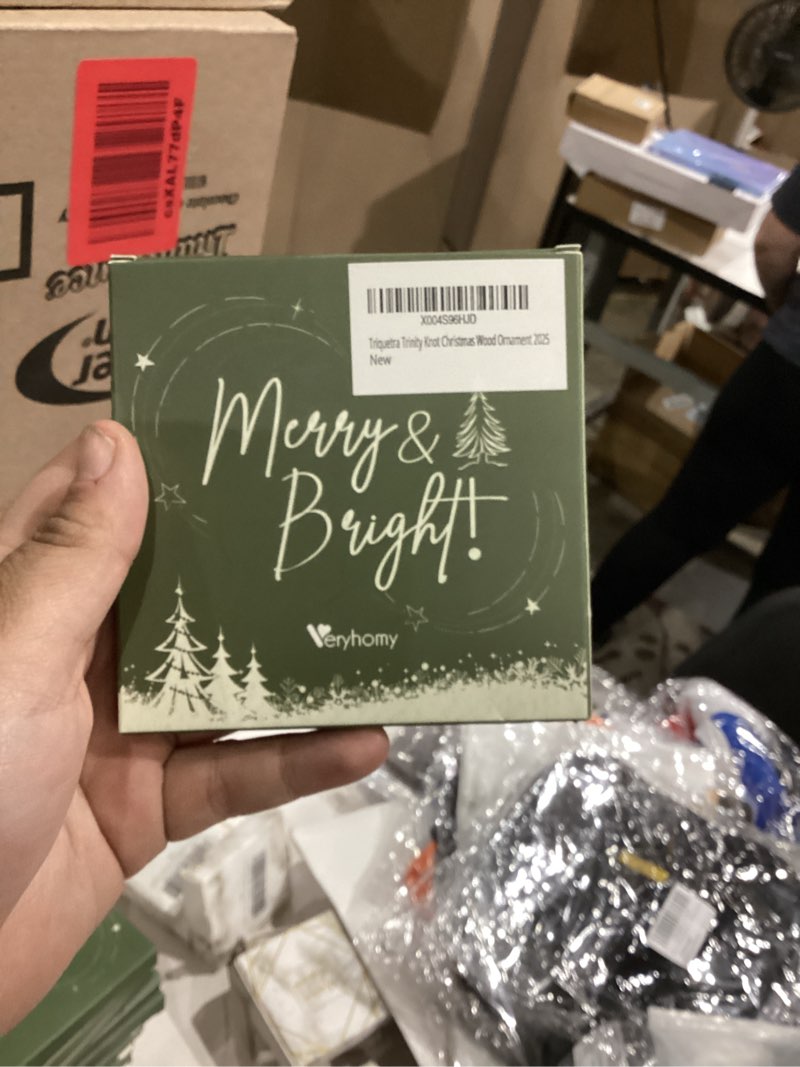 X004S96HJD
Triquetra Trinity Knot Christmas Wood Ornament 2025
New
Merry &
Bright!
Veryhomy